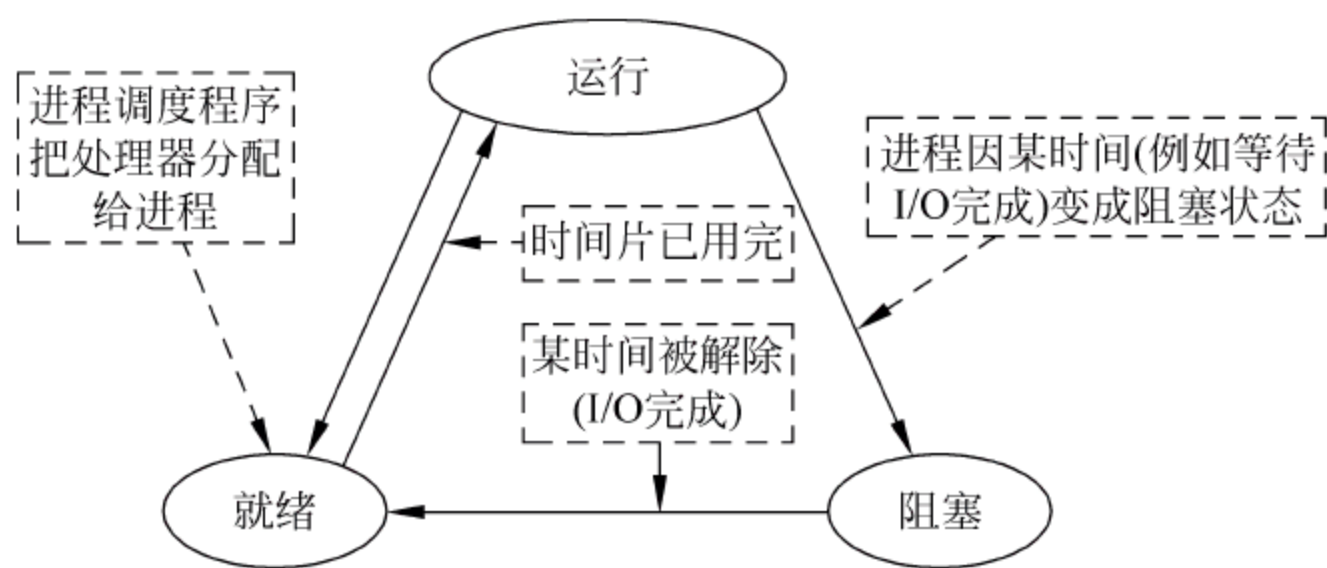 运行
进程调度程序
把处理器分配
给进程
进程因某时间(例如等待
I/O完成)变成阻塞状态
时间片已用完
某时间被解除
(I/O完成)
就绪
阻塞